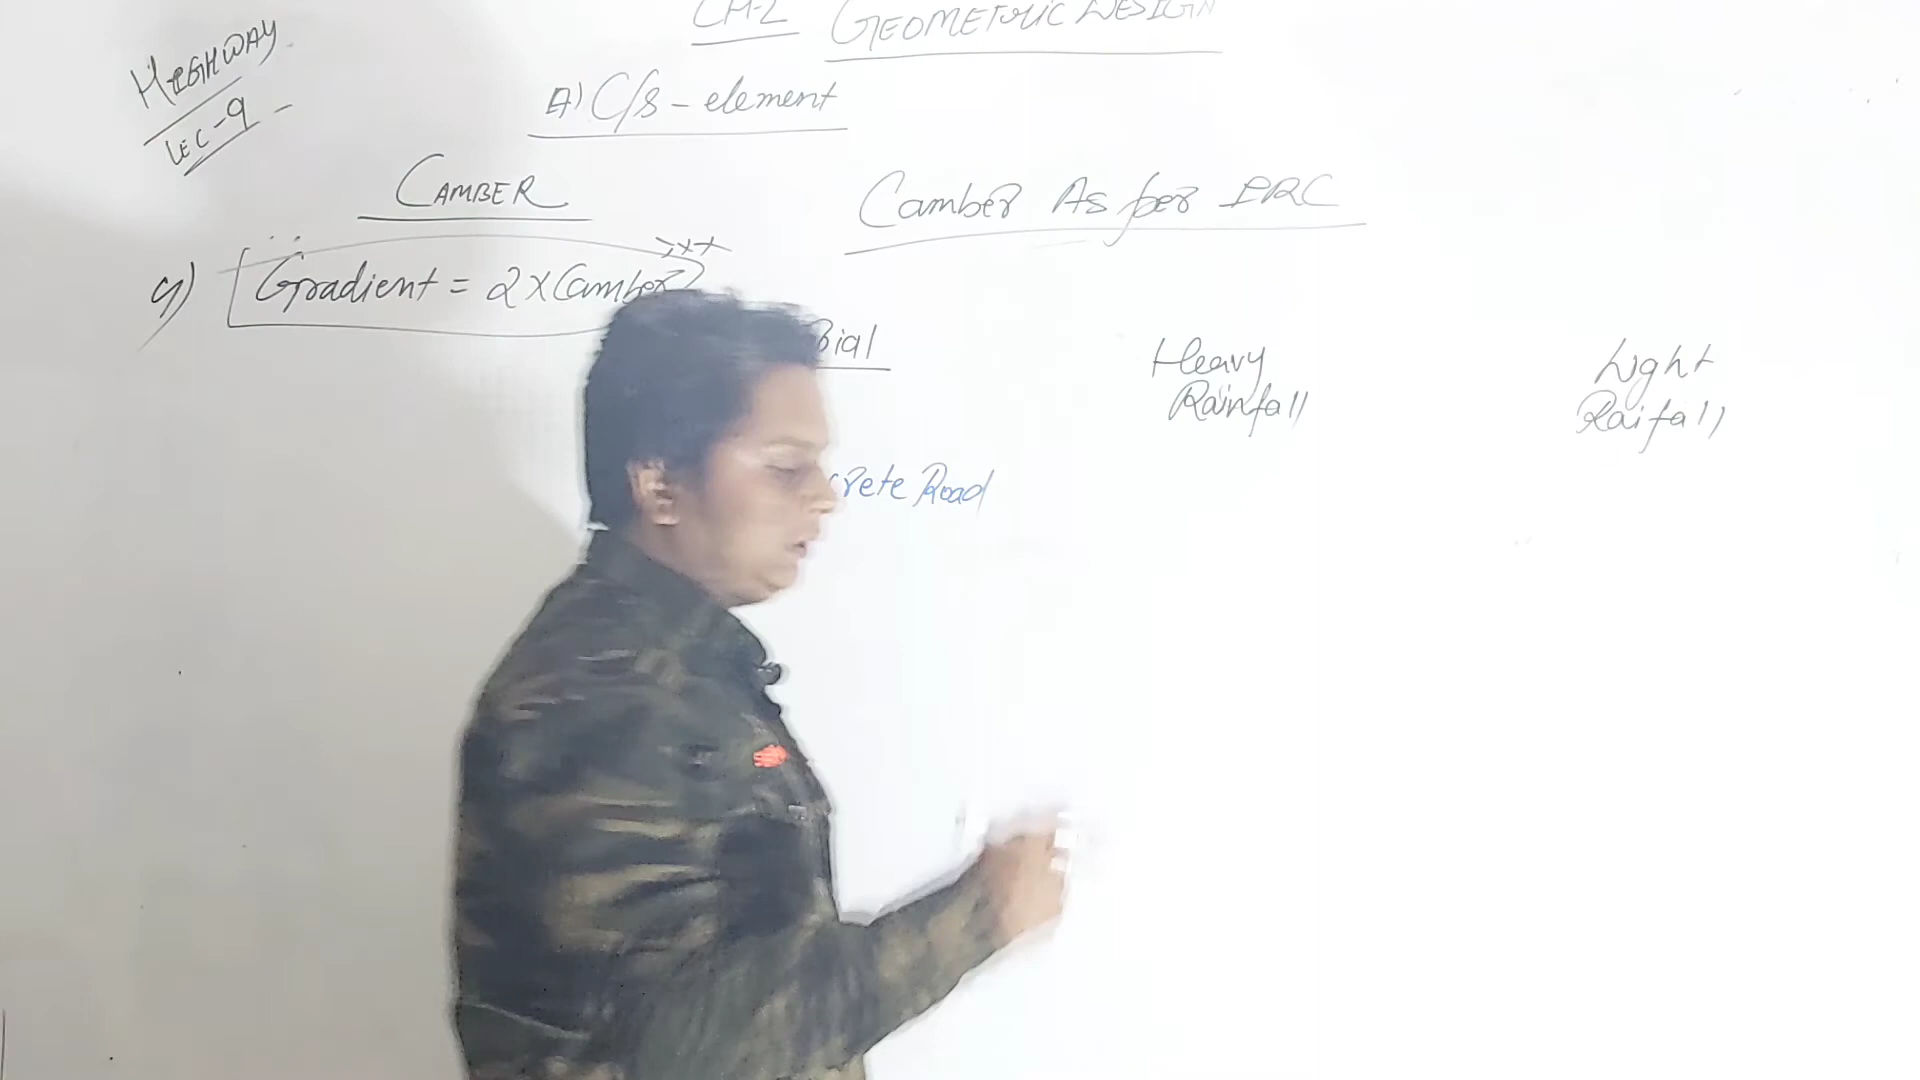 CH-2 GEOMETRIC DESIGN
HIGHWAY
LEC-9
A) C/S - element
CAMBER
Camber As per IRC
4) Gradient = 2 X Camber
Heavy
Rainfall
Light
Raifall
crete Road